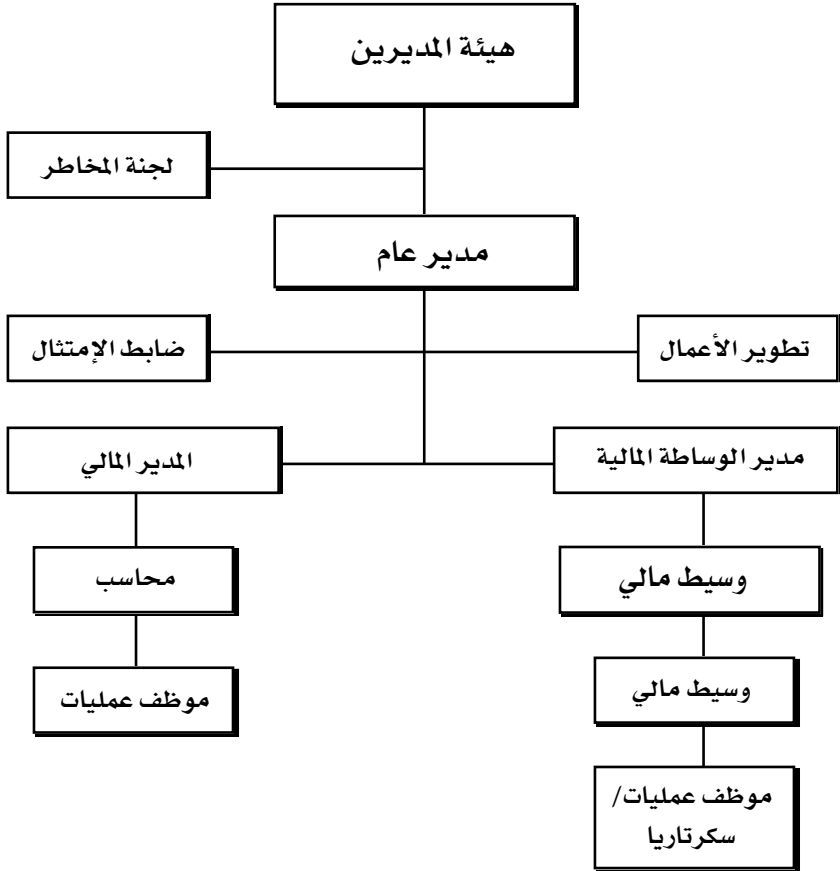 هيئة المديرين
لجنة المخاطر
مدير عام
تطوير الأعمال
ضابط الإمتثال
مدير الوساطة المالية
المدير المالي
وسيط مالي
محاسب
وسيط مالي
موظف عمليات
موظف عمليات/
سكرتاريا